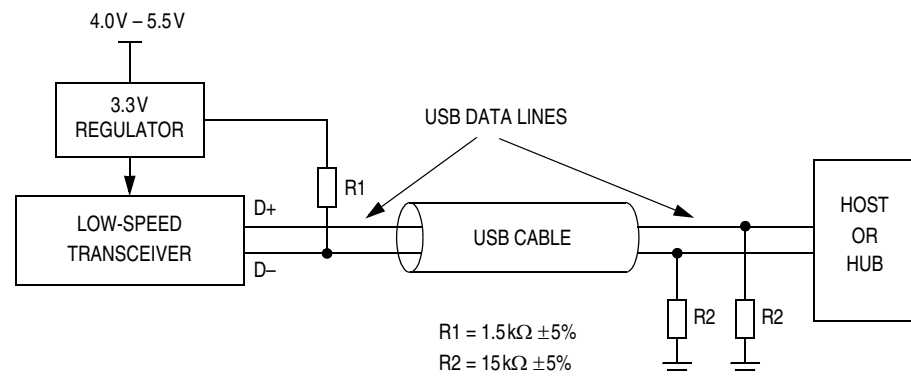 4.0V – 5.5V
3.3V
REGULATOR
USB DATA LINES
R1
D+
LOW-SPEED
TRANSCEIVER
D–
USB CABLE
HOST
OR
HUB
R2
R2
R1 = 1.5kΩ ±5%
R2 = 15kΩ ±5%